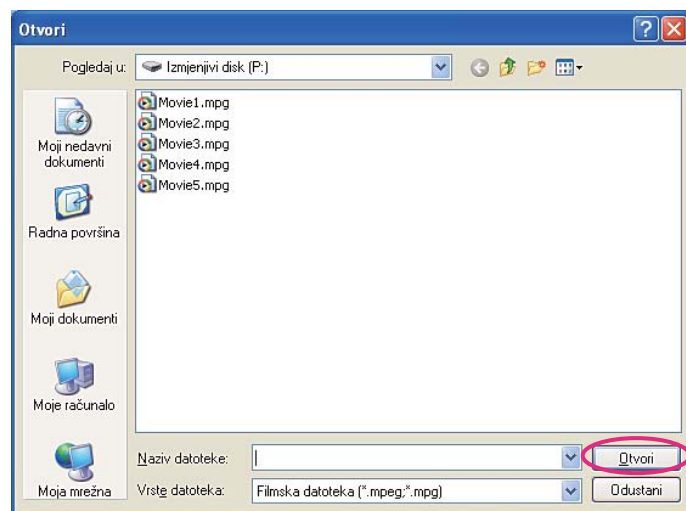 Otvori
Pogledaj u:
Izmjenjivi disk (P:)
Moji nedavni
dokumenti
Radna površina
Moji dokumenti
Moje računalo
Moja mrežna
Movie1.mpg
Movie2.mpg
Movie3.mpg
Movie4.mpg
Movie5.mpg
Naziv datoteke:
Otvori
Vrste datoteka:
Filmska datoteka (*.mpeg;*.mpg)
Odustani